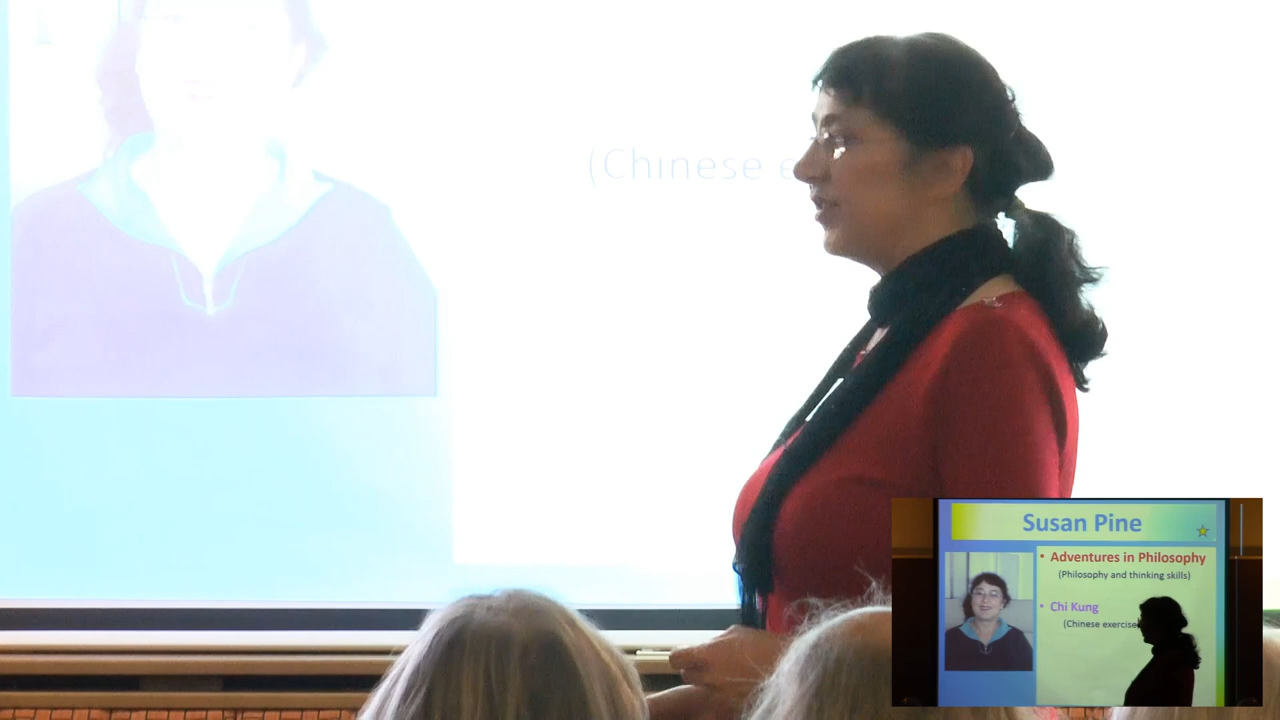 (Chinese e
Susan Pine
• Adventures in Philosophy
(Philosophy and thinking skills)
• Chi Kung
(Chinese exercise